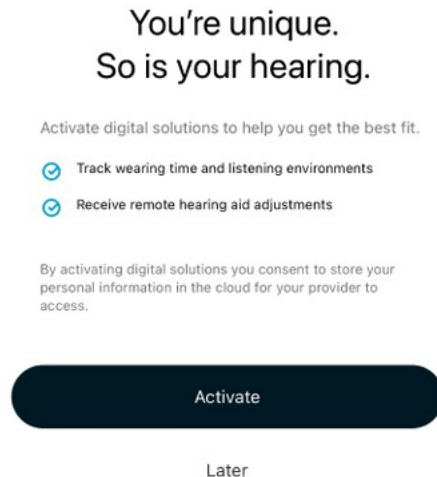 You’re unique.
So is your hearing.
Activate digital solutions to help you get the best fit.
Track wearing time and listening environments
Receive remote hearing aid adjustments
By activating digital solutions you consent to store your
personal information in the cloud for your provider to
access.
Activate
Later